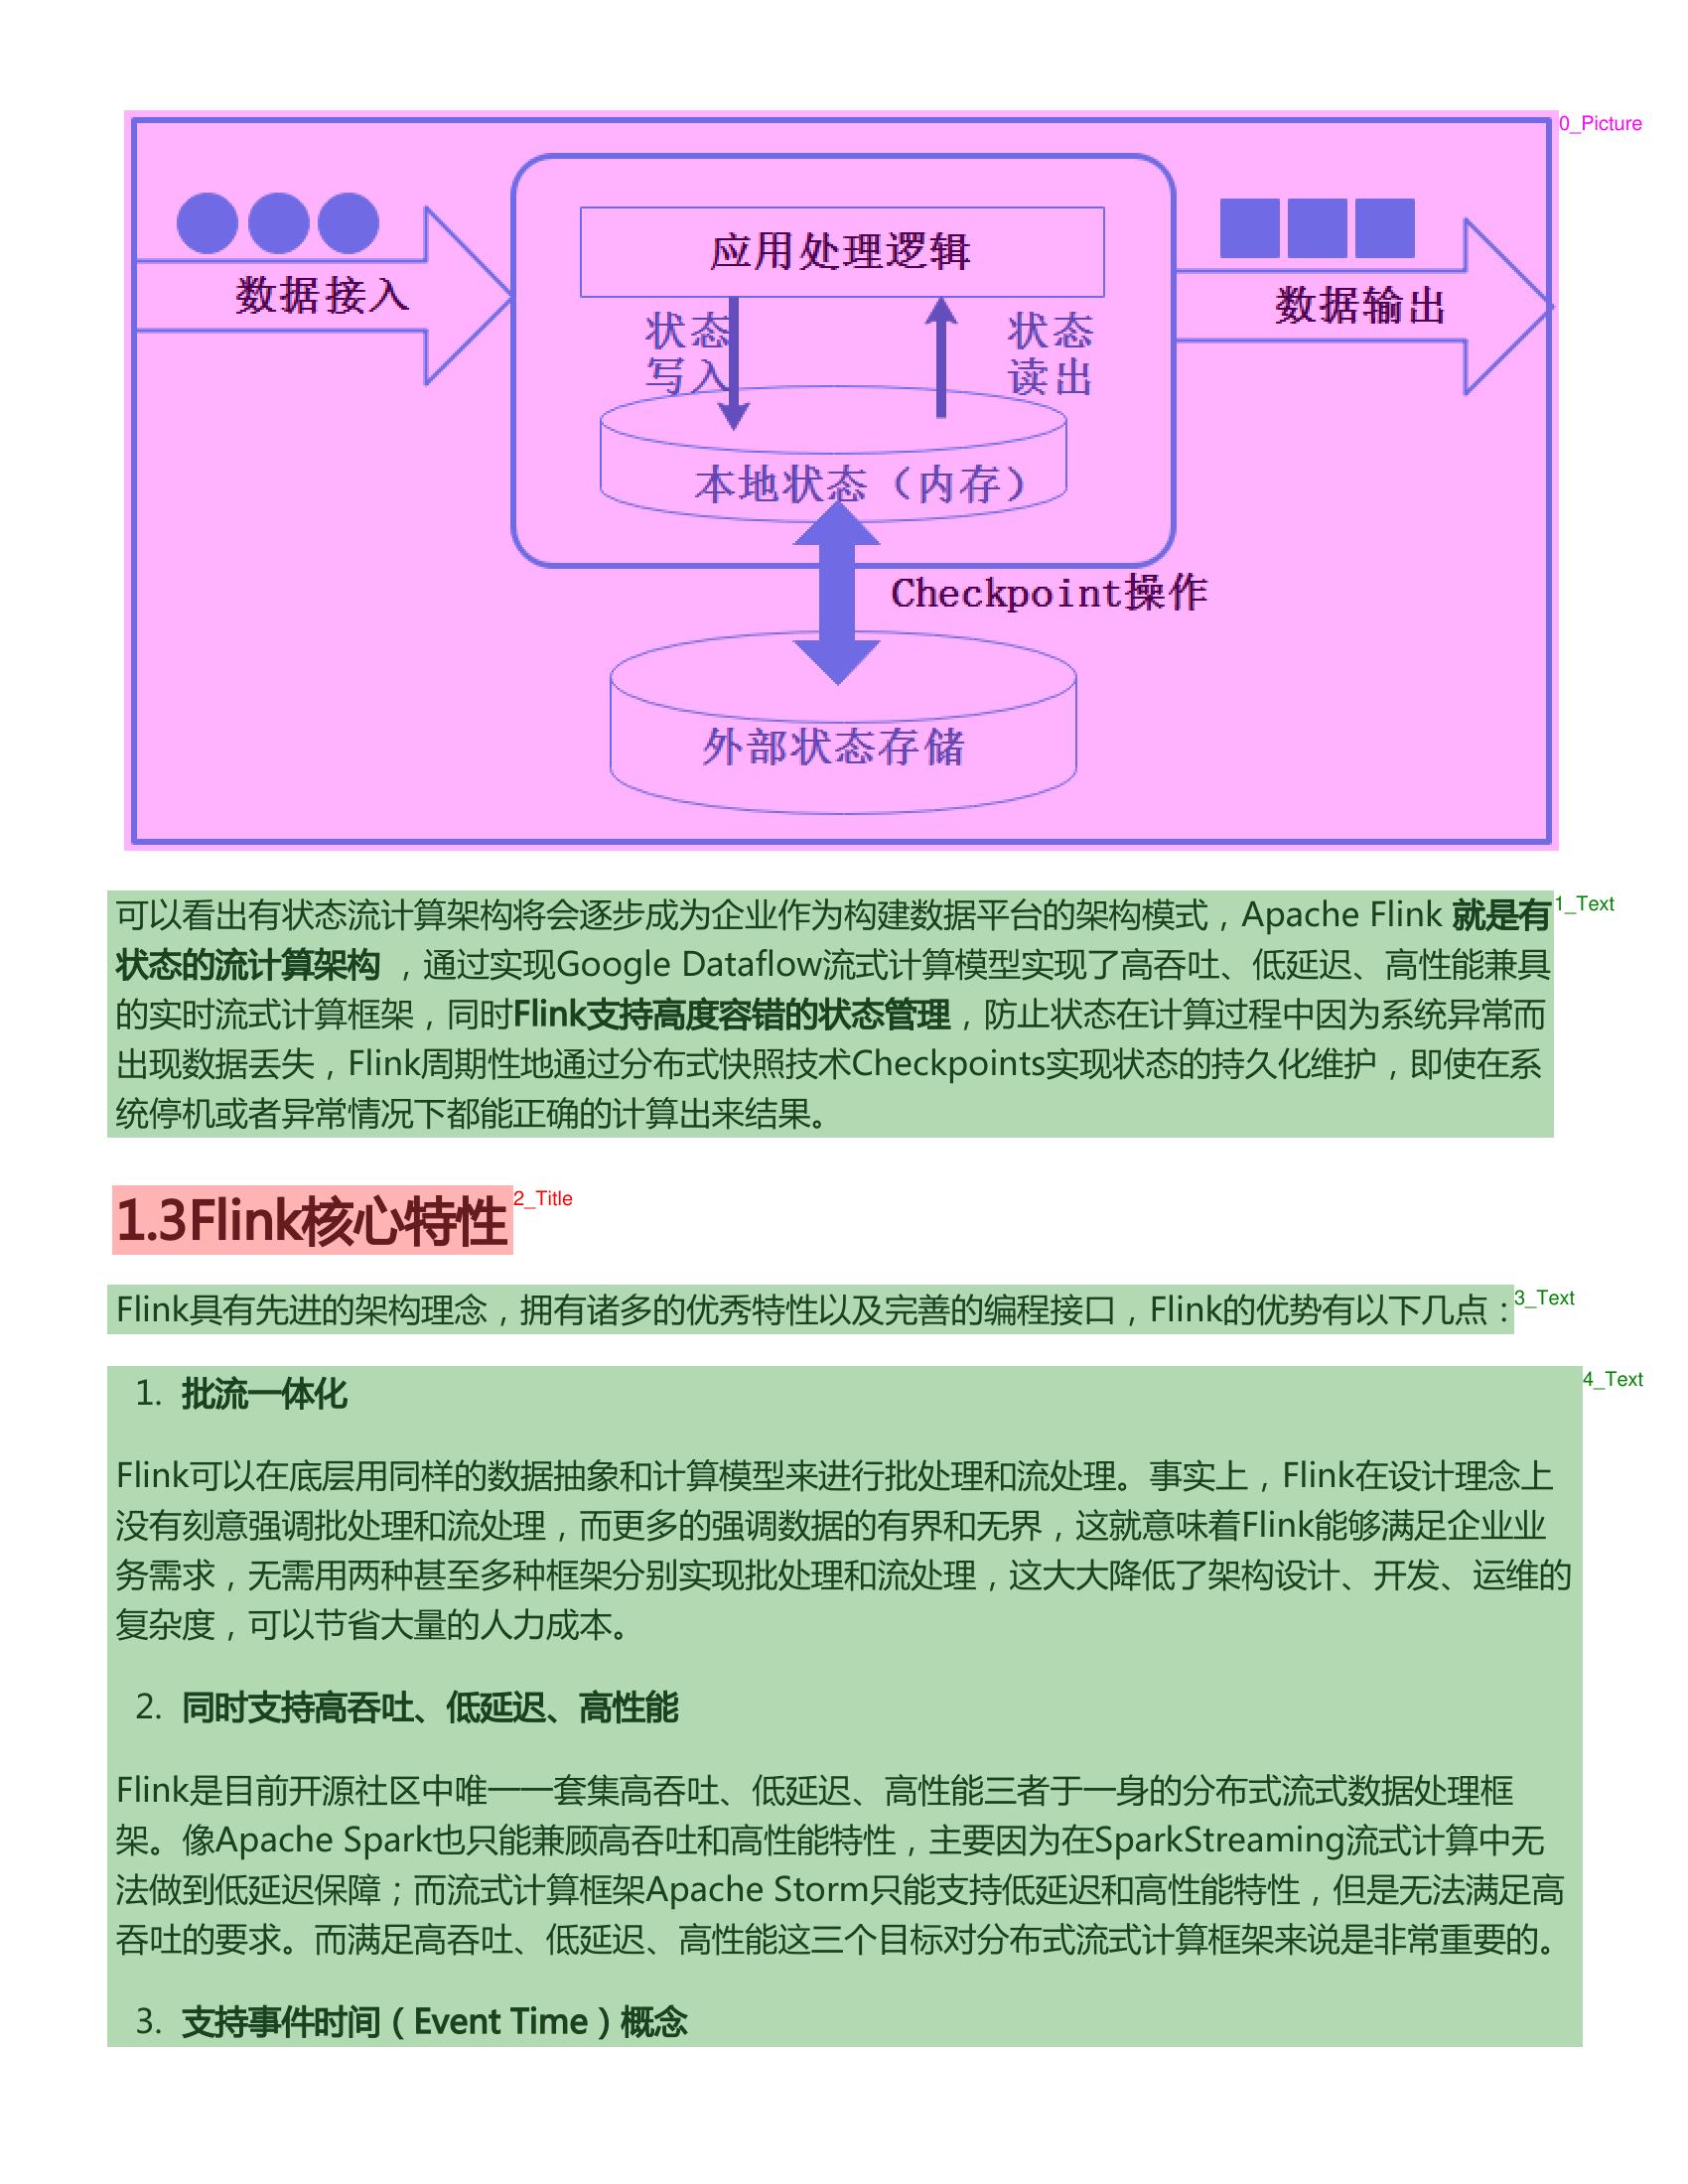 0_Picture
应用处理逻辑
数据接入
数据输出
状态
写入
状态
读出
本地状态（内存）
Checkpoint操作
外部状态存储
1_Text
可以看出有状态流计算架构将会逐步成为企业作为构建数据平台的架构模式，Apache Flink 就是有
状态的流计算架构 ，通过实现Google Dataflow流式计算模型实现了高吞吐、低延迟、高性能兼具
的实时流式计算框架，同时Flink支持高度容错的状态管理，防止状态在计算过程中因为系统异常而
出现数据丢失，Flink周期性地通过分布式快照技术Checkpoints实现状态的持久化维护，即使在系
统停机或者异常情况下都能正确的计算出来结果。
1.3Flink核心特性
2_Title
Flink具有先进的架构理念，拥有诸多的优秀特性以及完善的编程接口，Flink的优势有以下几点：
3_Text
4_Text
1. 批流一体化
Flink可以在底层用同样的数据抽象和计算模型来进行批处理和流处理。事实上，Flink在设计理念上
没有刻意强调批处理和流处理，而更多的强调数据的有界和无界，这就意味着Flink能够满足企业业
务需求，无需用两种甚至多种框架分别实现批处理和流处理，这大大降低了架构设计、开发、运维的
复杂度，可以节省大量的人力成本。
2. 同时支持高吞吐、低延迟、高性能
Flink是目前开源社区中唯一一套集高吞吐、低延迟、高性能三者于一身的分布式流式数据处理框
架。像Apache Spark也只能兼顾高吞吐和高性能特性，主要因为在SparkStreaming流式计算中无
法做到低延迟保障；而流式计算框架Apache Storm只能支持低延迟和高性能特性，但是无法满足高
吞吐的要求。而满足高吞吐、低延迟、高性能这三个目标对分布式流式计算框架来说是非常重要的。
3. 支持事件时间（Event Time）概念